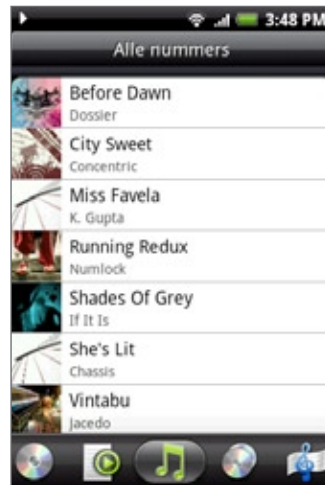 3:48 PM
Alle nummers
Before Dawn
Dossier
City Sweet
Concentric
Miss Favela
K. Gupta
Running Redux
Numlock
Shades Of Grey
If It Is
She's Lit
Chassis
Vintabu
Jacedo